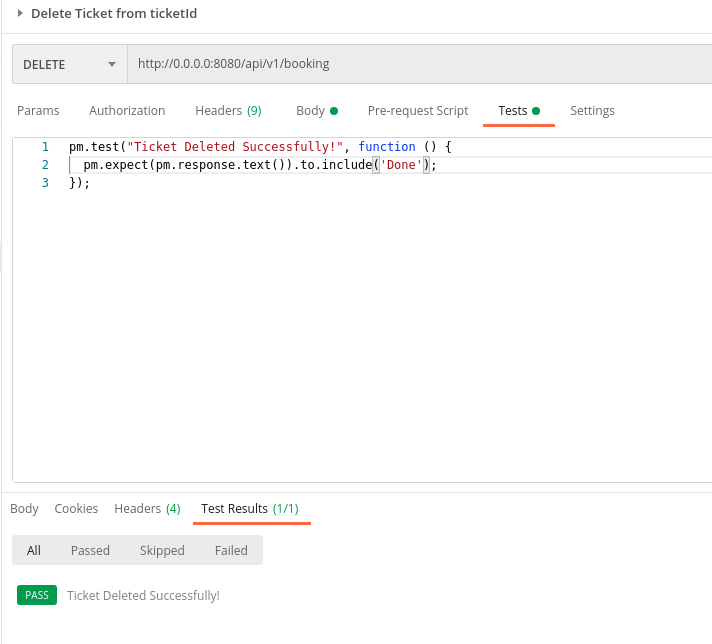 Delete Ticket from ticketId
DELETE http://0.0.0.0:8080/api/v1/booking
Params Authorization Headers (9) Body Pre-request Script Tests Settings
1 pm.test("Ticket Deleted Successfully!", function () {
2 pm.expect(pm.response.text()).to.include('Done');
3 });
Body Cookies Headers (4) Test Results (1/1)
All Passed Skipped Failed
PASS Ticket Deleted Successfully!